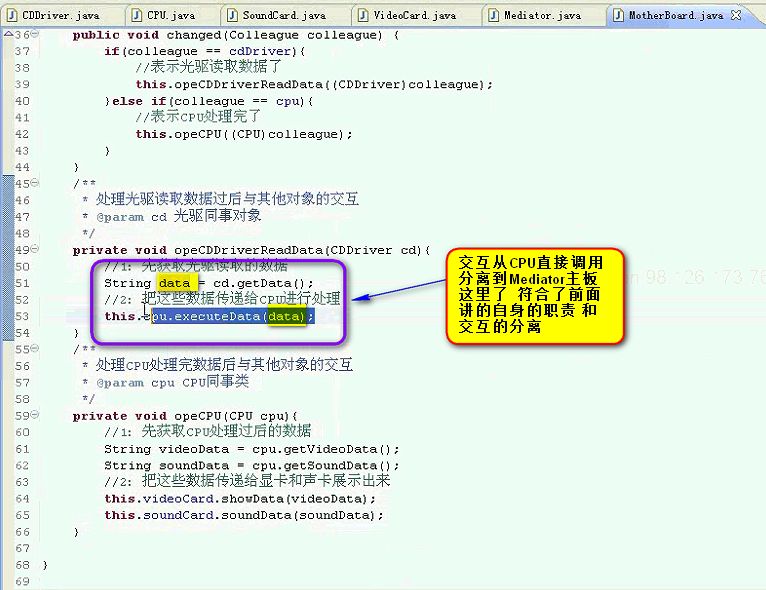 CDDriver.java CPU.java SoundCard.java VideoCard.java Mediator.java MotherBoard.java
36 public void changed(Colleague colleague) {
37 if(colleague == cdDriver){
38 //表示光驱读取数据了
39 this.opeCDDriverReadData((CDDriver)colleague);
40 }else if(colleague == cpu){
41 //表示CPU处理完了
42 this.opeCPU((CPU)colleague);
43 }
44 }
45 /**
46 * 处理光驱读取数据过后与其他对象的交互
47 * @param cd 光驱同事对象
48 */
49 private void opeCDDriverReadData(CDDriver cd){
50 //1: 先获取光驱读取的数据
51 String data = cd.getData();
52 //2: 把这些数据传递给CPU进行处理
53 this.cpu.executeData(data);
54 }
55 /**
56 * 处理CPU处理完数据后与其他对象的交互
57 * @param cpu CPU同事类
58 */
59 private void opeCPU(CPU cpu){
60 //1: 先获取CPU处理过后的数据
61 String videoData = cpu.getVideoData();
62 String soundData = cpu.getSoundData();
63 //2: 把这些数据传递给显卡和声卡展示出来
64 this.videoCard.showData(videoData);
65 this.soundCard.soundData(soundData);
66 }
67
68 }
69
交互从CPU直接调用
分离到Mediator主板
这里了 符合了前面
讲的自身的职责 和
交互的分离